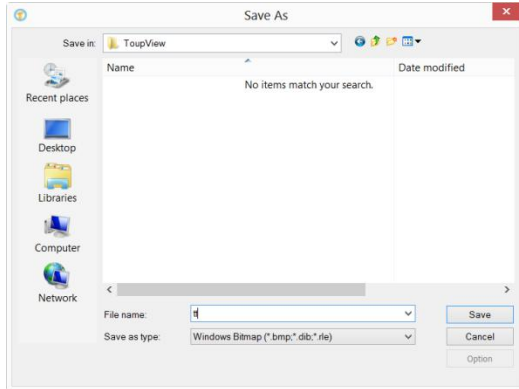 Save As
Save in: ToupView
Name Date modified
No items match your search.
Recent places
Desktop
Libraries
Computer
Network
File name: tt
Save
Save as type: Windows Bitmap (*.bmp;*.dib;*.rle)
Cancel
Option